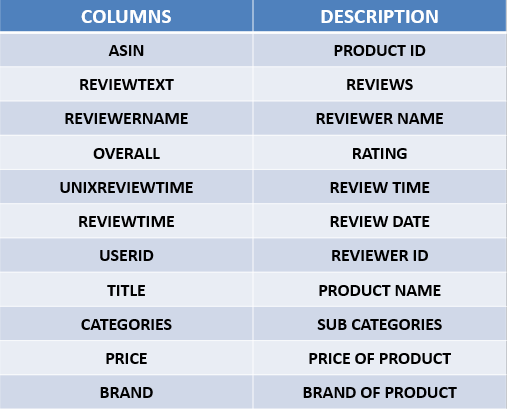 COLUMNS DESCRIPTION
ASIN PRODUCT ID
REVIEWTEXT REVIEWS
REVIEWERNAME REVIEWER NAME
OVERALL RATING
UNIXREVIEWTIME REVIEW TIME
REVIEWTIME REVIEW DATE
USERID REVIEWER ID
TITLE PRODUCT NAME
CATEGORIES SUB CATEGORIES
PRICE PRICE OF PRODUCT
BRAND BRAND OF PRODUCT